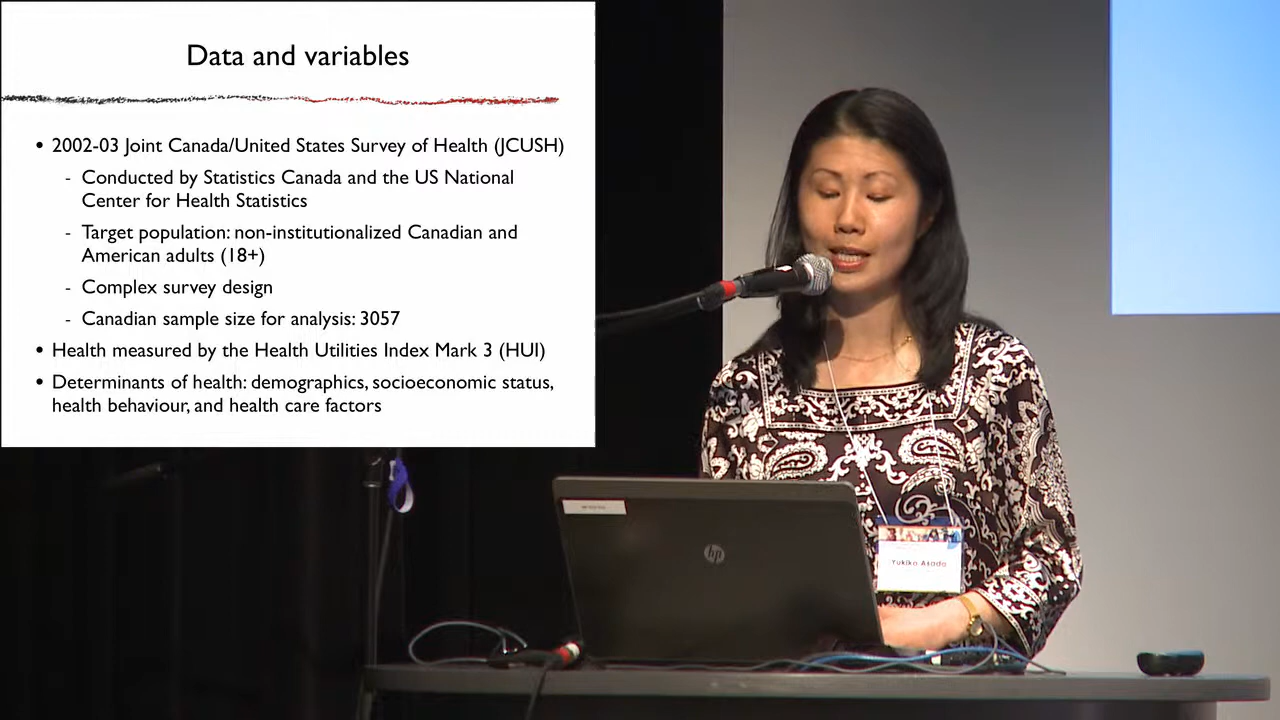 Data and variables
• 2002-03 Joint Canada/United States Survey of Health (JCUSH)
- Conducted by Statistics Canada and the US National
Center for Health Statistics
- Target population: non-institutionalized Canadian and
American adults (18+)
- Complex survey design
- Canadian sample size for analysis: 3057
• Health measured by the Health Utilities Index Mark 3 (HUI)
• Determinants of health: demographics, socioeconomic status,
health behaviour, and health care factors
hp
Yukiko Asada